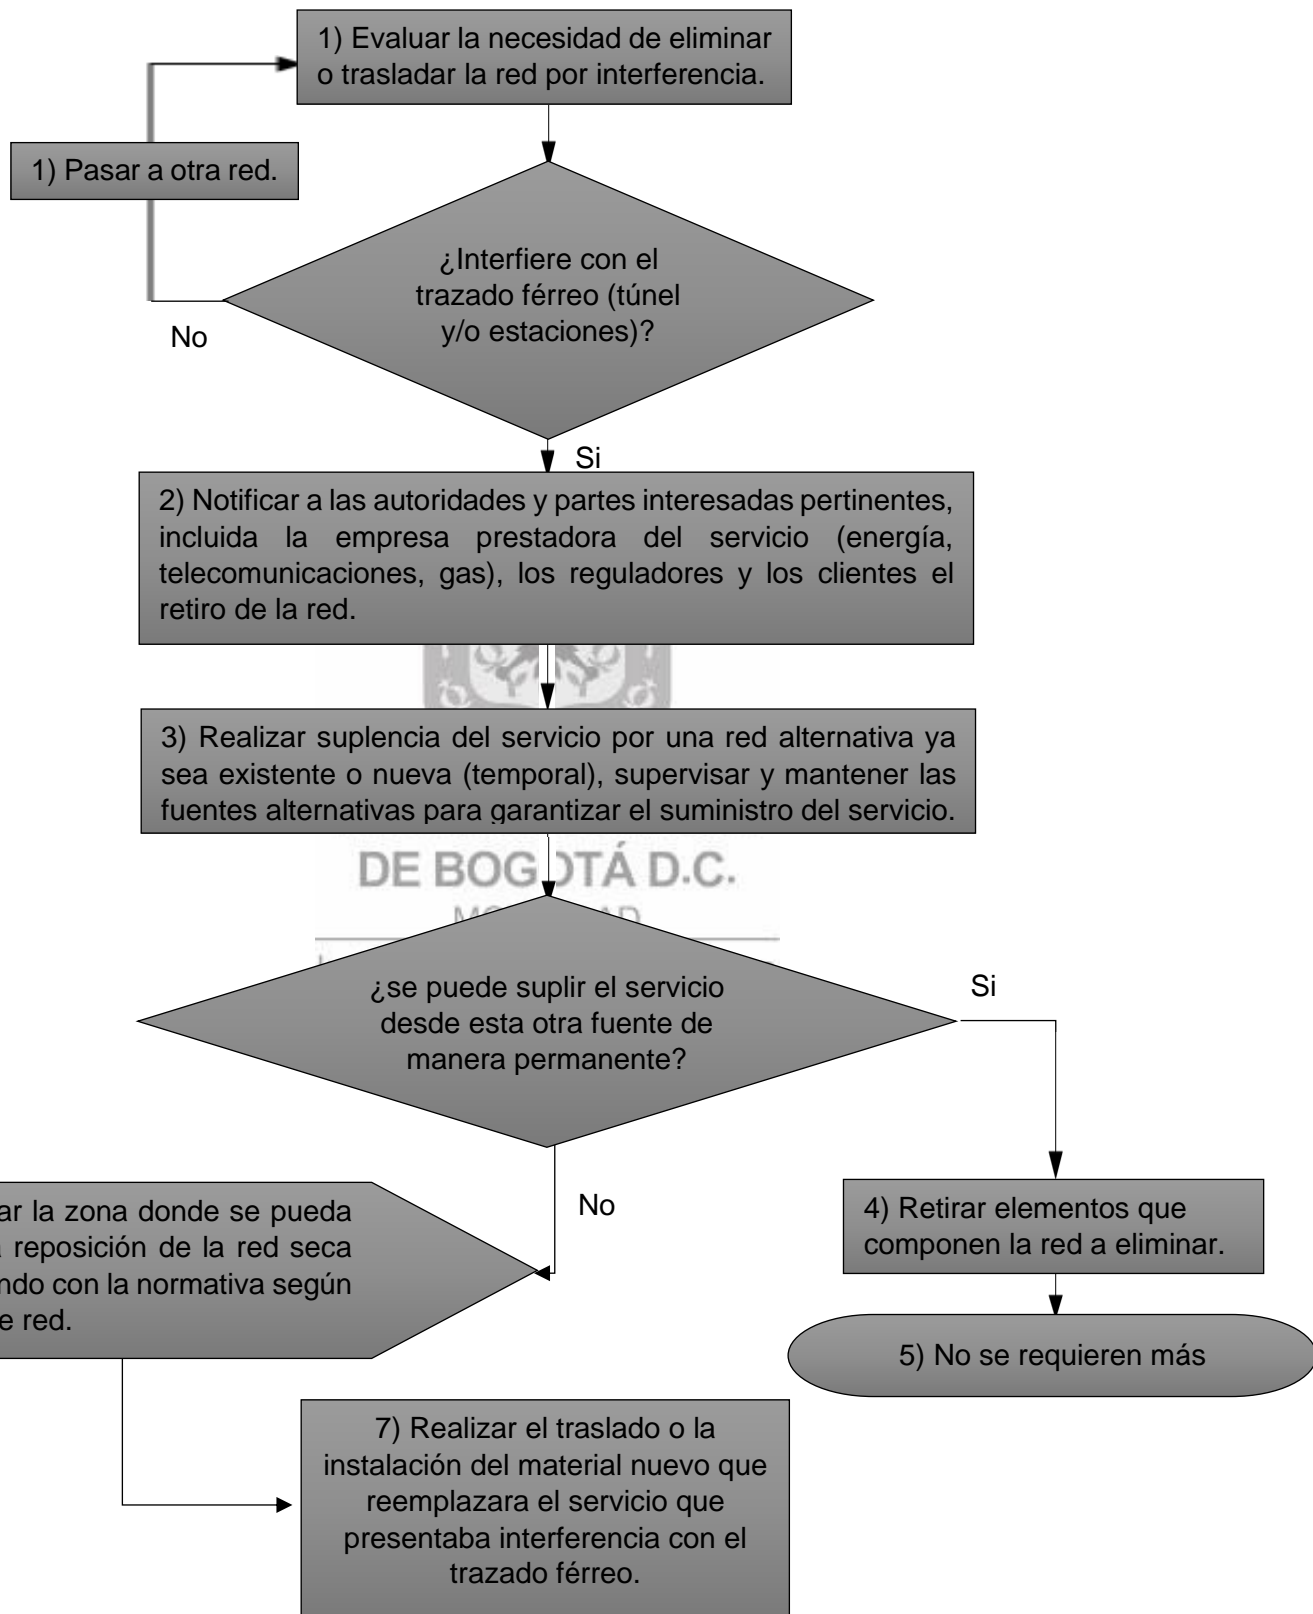 1) Evaluar la necesidad de eliminar
o trasladar la red por interferencia.
1) Pasar a otra red.
¿Interfiere con el
trazado férreo (túnel
y/o estaciones)?
No
Si
2) Notificar a las autoridades y partes interesadas pertinentes,
incluida la empresa prestadora del servicio (energía,
telecomunicaciones, gas), los reguladores y los clientes el
retiro de la red.
3) Realizar suplencia del servicio por una red alternativa ya
sea existente o nueva (temporal), supervisar y mantener las
fuentes alternativas para garantizar el suministro del servicio.
DE BOGOTÁ D.C.
¿se puede suplir el servicio
desde esta otra fuente de
manera permanente?
Si
No
la zona donde se pueda
reposición de la red seca
con la normativa según
red.
4) Retirar elementos que
componen la red a eliminar.
5) No se requieren más
7) Realizar el traslado o la
instalación del material nuevo que
reemplazara el servicio que
presentaba interferencia con el
trazado férreo.